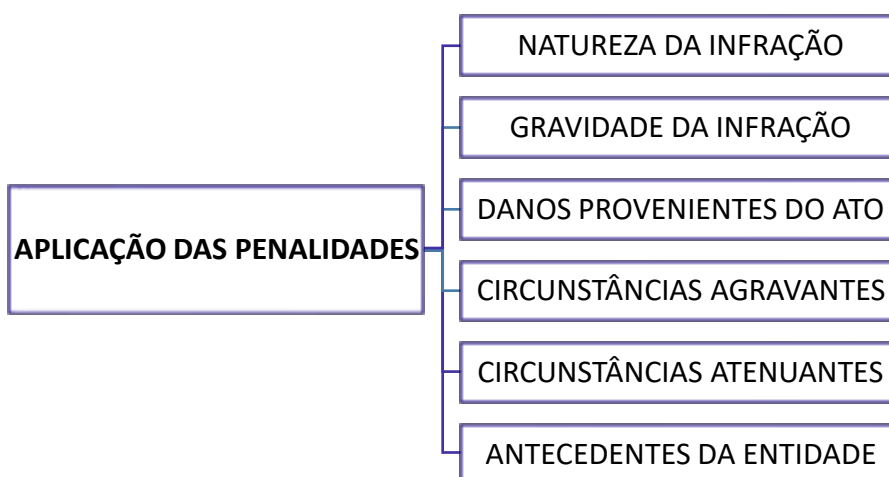 NATUREZA DA INFRAÇÃO
GRAVIDADE DA INFRAÇÃO
DANOS PROVENIENTES DO ATO
APLICAÇÃO DAS PENALIDADES
CIRCUNSTÂNCIAS AGRAVANTES
CIRCUNSTÂNCIAS ATENUANTES
ANTECEDENTES DA ENTIDADE